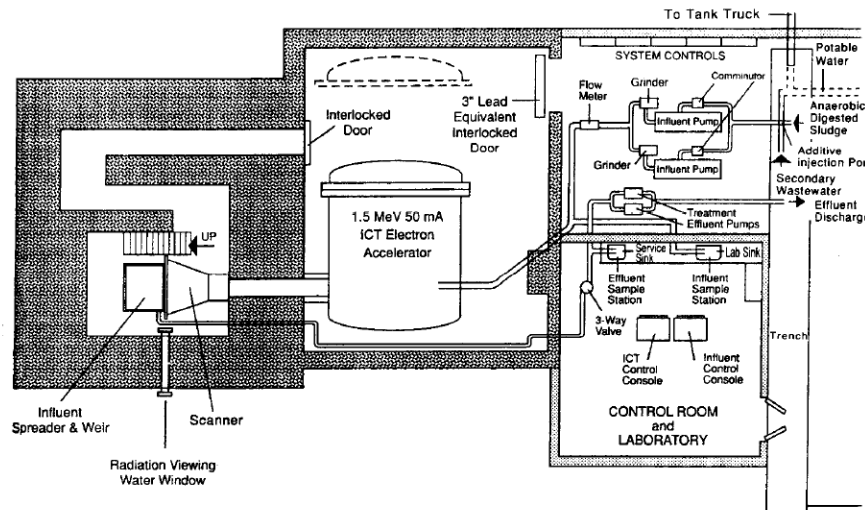 To Tank Truck
Potable
Water
SYSTEM CONTROLS
Grinder
Comminutor
Flow
Meter
Influent Pump
Anaerobic
Digested
Sludge
3" Lead
Equivalent
Interlocked
Door
Interlocked
Door
Grinder
Influent Pump
Additive
injection
Secondary
Wastewater
Effluent
Discharge
Treatment
Effluent Pumps
1.5 MeV 50 mA
ICT Electron
Accelerator
UP
Service
Sink
Lab Sink
Effluent
Sample
Station
Influent
Sample
Station
3-Way
Valve
Trench
ICT
Control
Console
Influent
Control
Console
Influent
Spreader & Weir
Scanner
CONTROL ROOM
and
LABORATORY
Radiation Viewing
Water Window